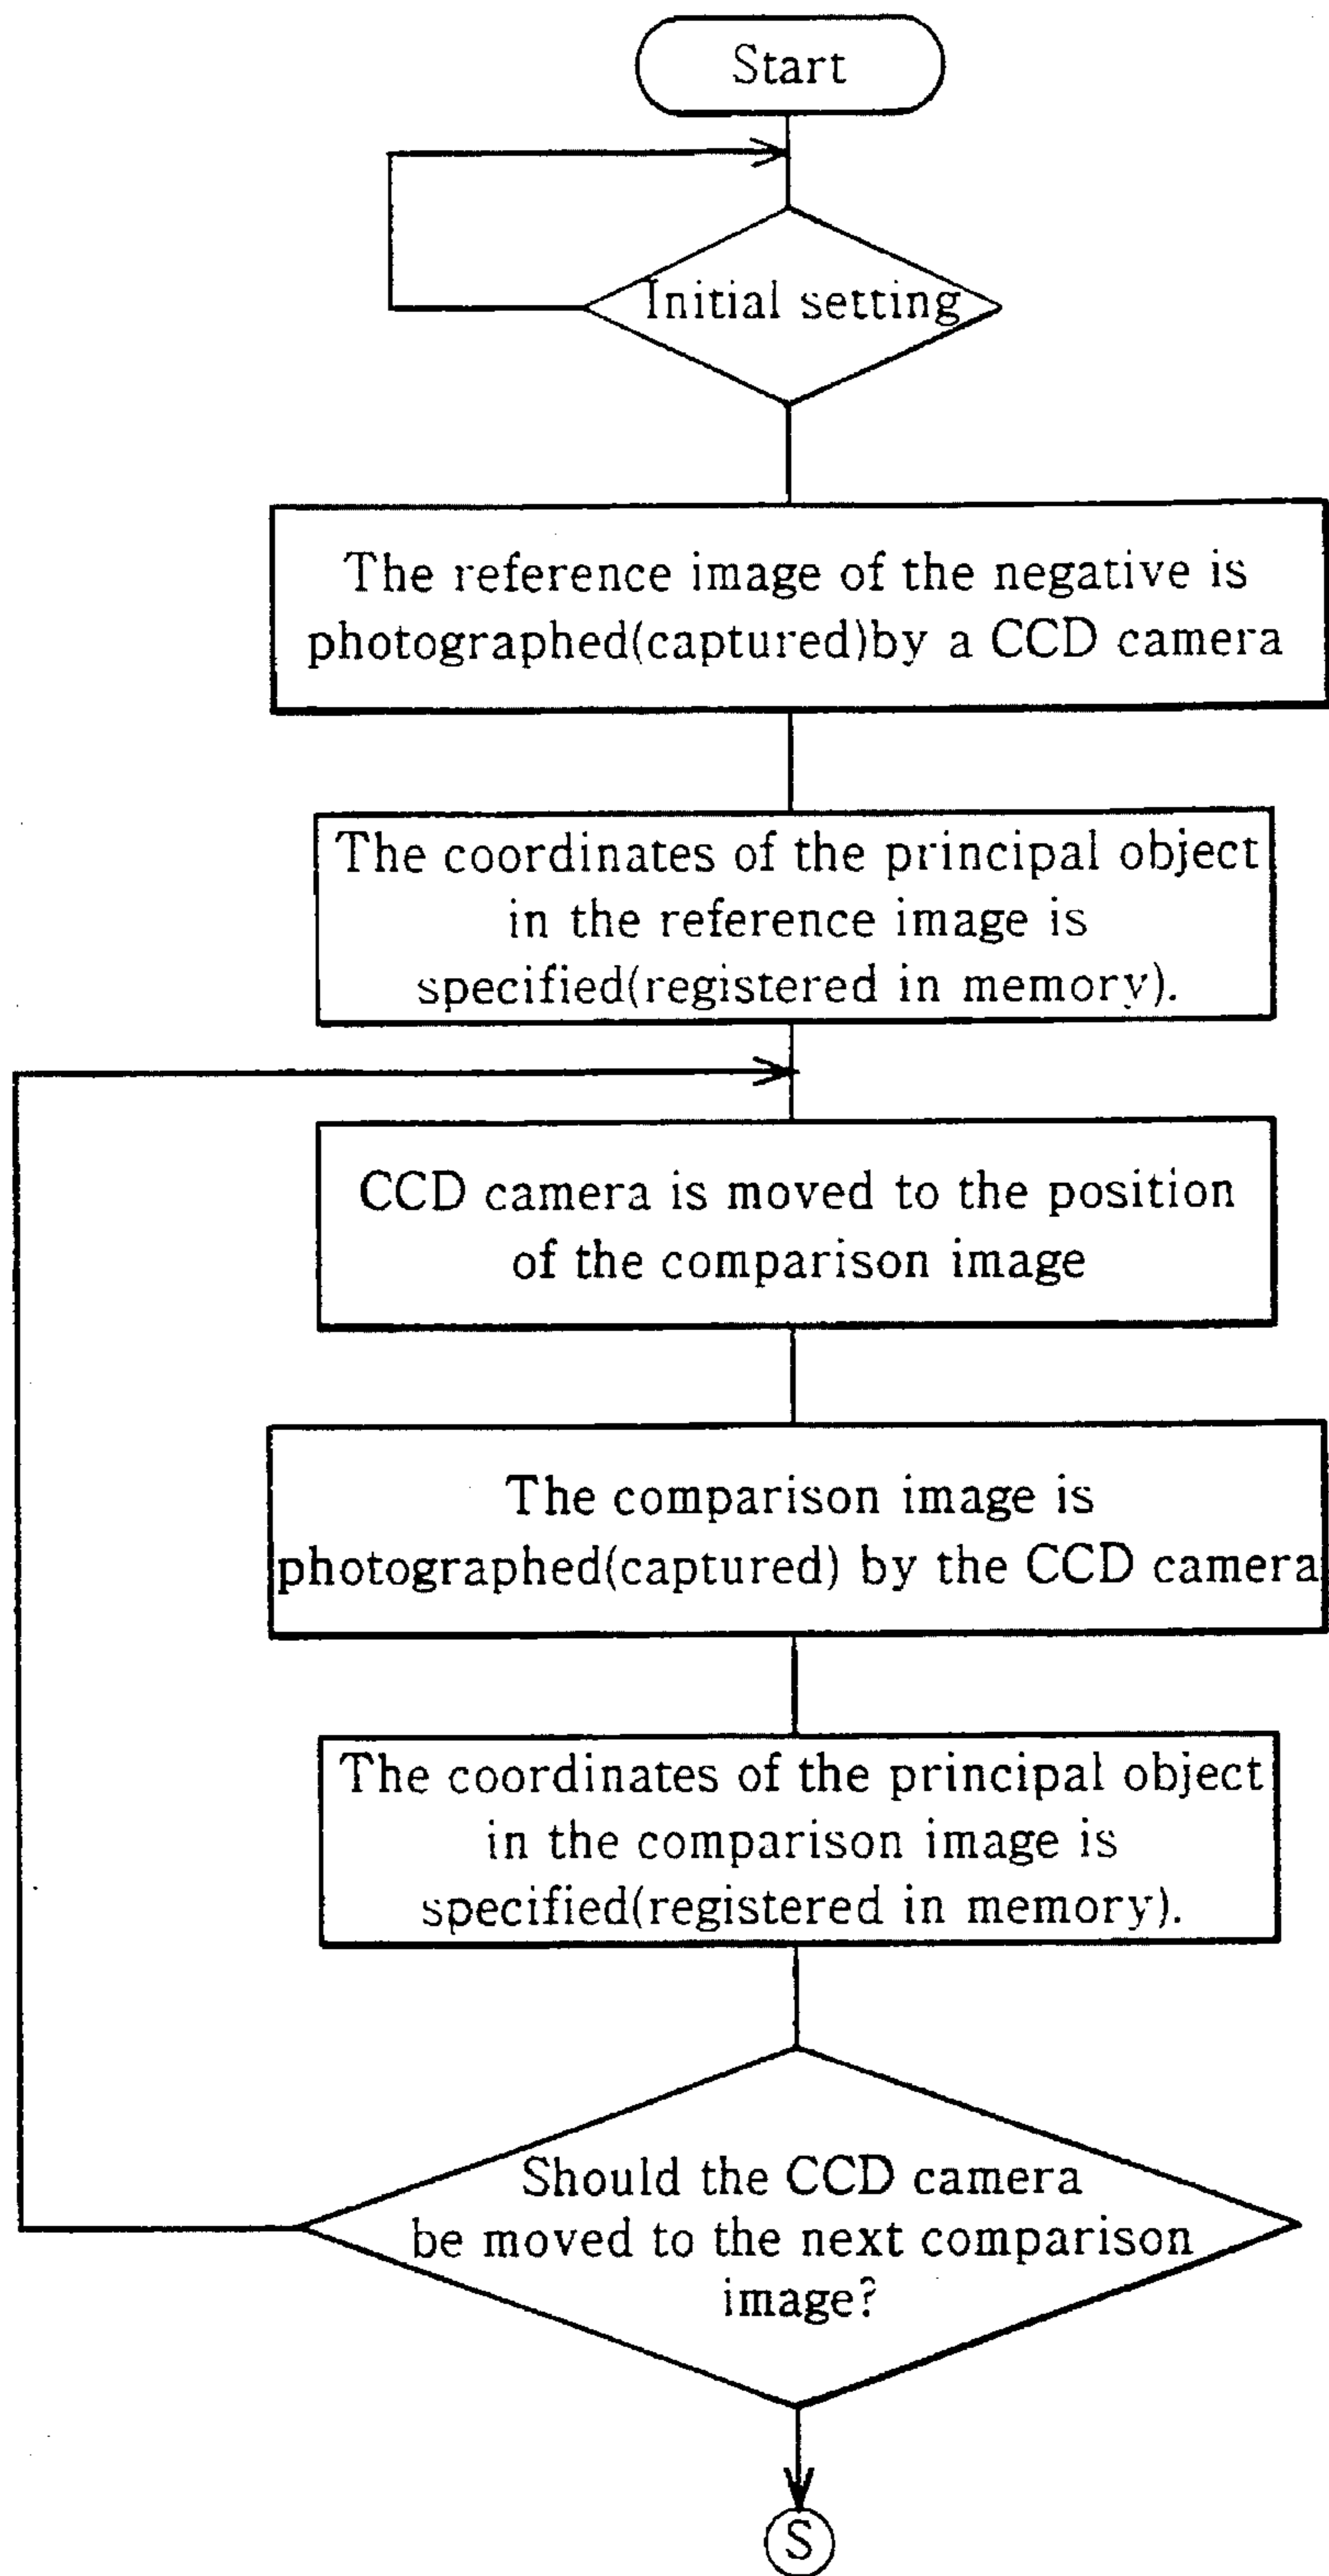 Start
Initial setting
The reference image of the negative is
photographed(captured)by a CCD camera
The coordinates of the principal object
in the reference image is
specified(registered in memory).
CCD camera is moved to the position
of the comparison image
The comparison image is
photographed(captured) by the CCD camera
The coordinates of the principal object
in the comparison image is
specified(registered in memory).
Should the CCD camera
be moved to the next comparison
image?
S